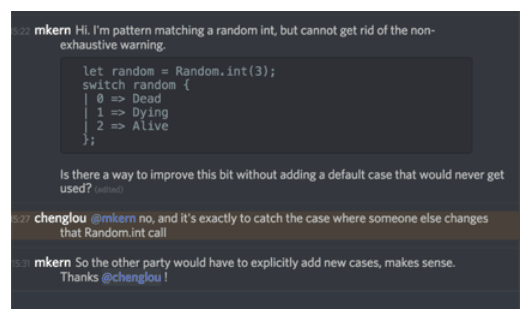 15:22 mkern Hi. I'm pattern matching a random int, but cannot get rid of the non-
exhaustive warning.
let random = Random.int(3);
switch random {
| 0 => Dead
| 1 => Dying
| 2 => Alive
};
Is there a way to improve this bit without adding a default case that would never get
used? (edited)
15:27 chenglou @mkern no, and it's exactly to catch the case where someone else changes
that Random.int call
15:31 mkern So the other party would have to explicitly add new cases, makes sense.
Thanks @chenglou !